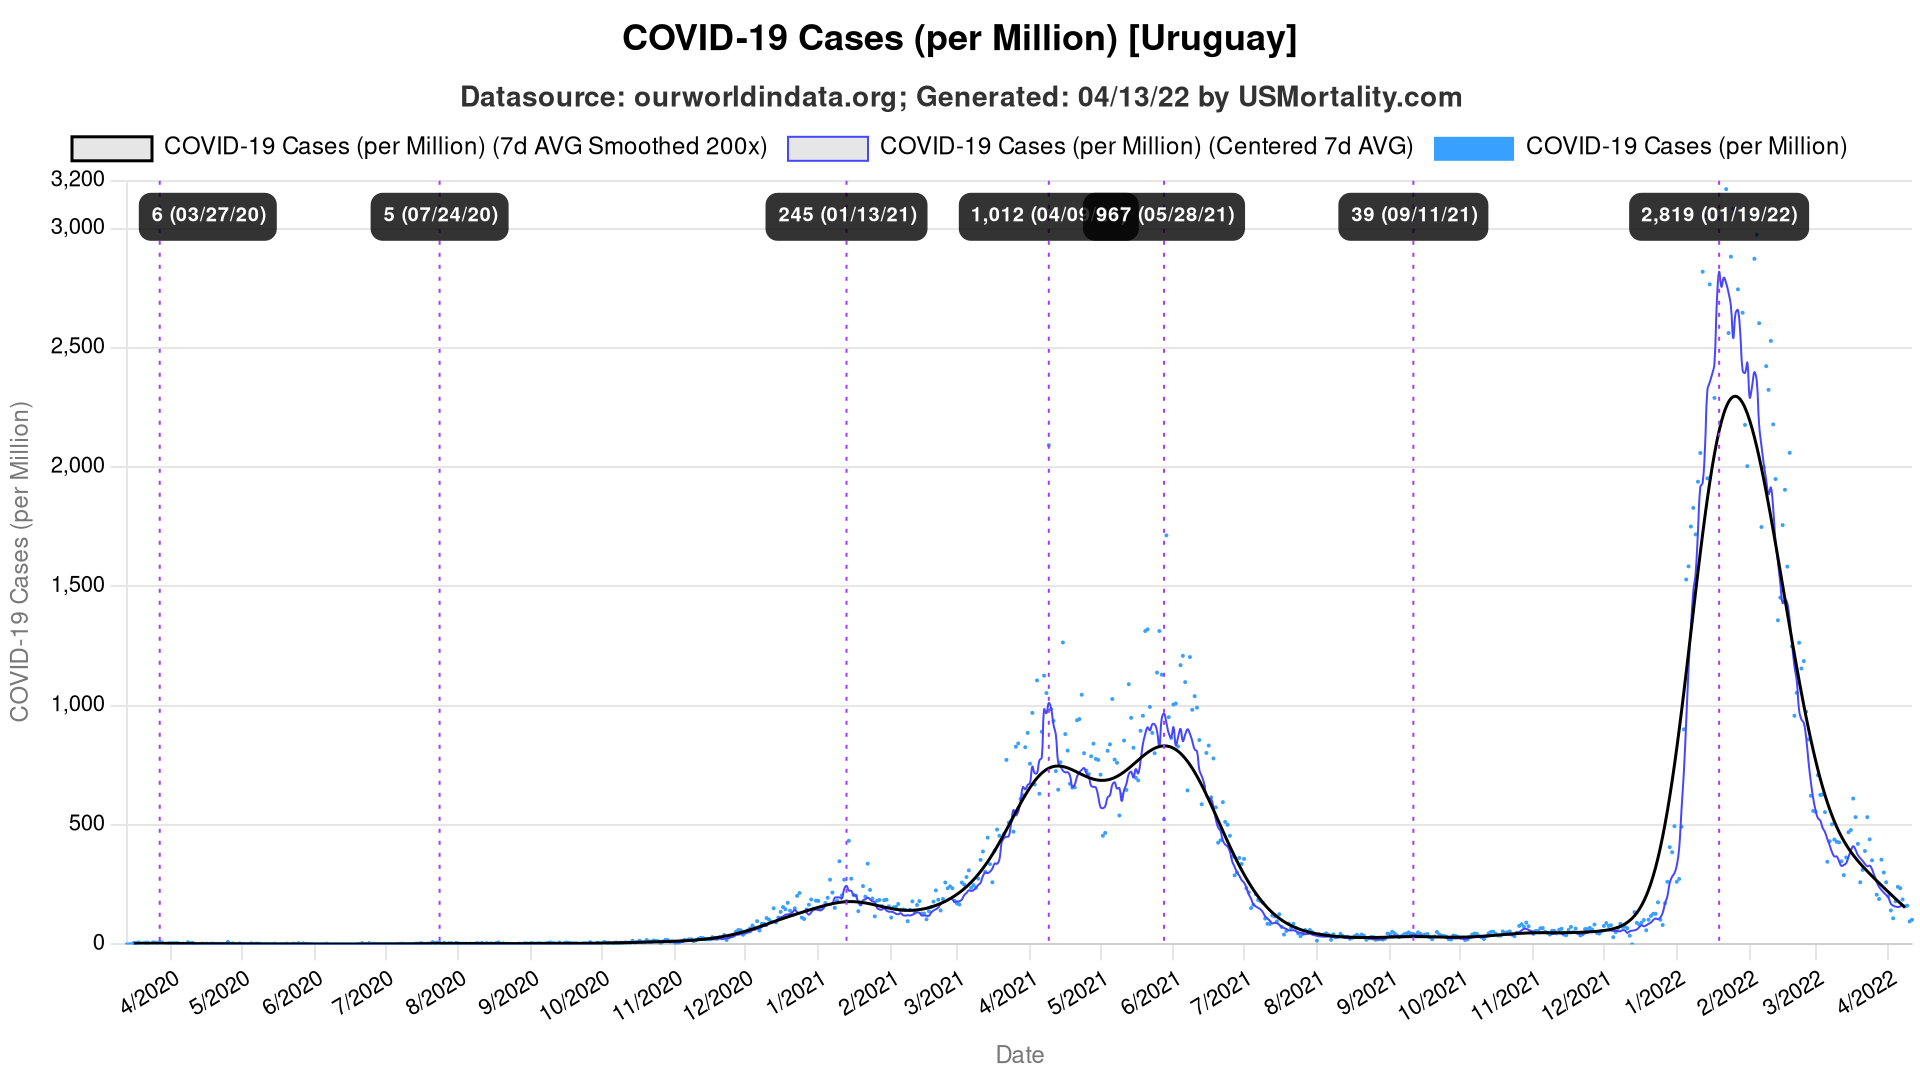 COVID-19 Cases (per Million) [Uruguay]
Datasource: ourworldindata.org; Generated: 04/13/22 by USMortality.com
COVID-19 Cases (per Million) (7d AVG Smoothed 200x) COVID-19 Cases (per Million) (Centered 7d AVG) COVID-19 Cases (per Million)
3,200
6 (03/27/20) 5 (07/24/20) 245 (01/13/21) 1,012 (04/09/ 967 (05/28/21) 39 (09/11/21) 2,819 (01/19/22)
3,000
2,500
2,000
1,500
1,000
500
0
COVID-19 Cases (per Million)
4/2020 5/2020 6/2020 7/2020 8/2020 9/2020 10/2020 11/2020 12/2020 1/2021 2/2021 3/2021 4/2021 5/2021 6/2021 7/2021 8/2021 9/2021 10/2021 11/2021 12/2021 1/2022 2/2022 3/2022 4/2022
Date